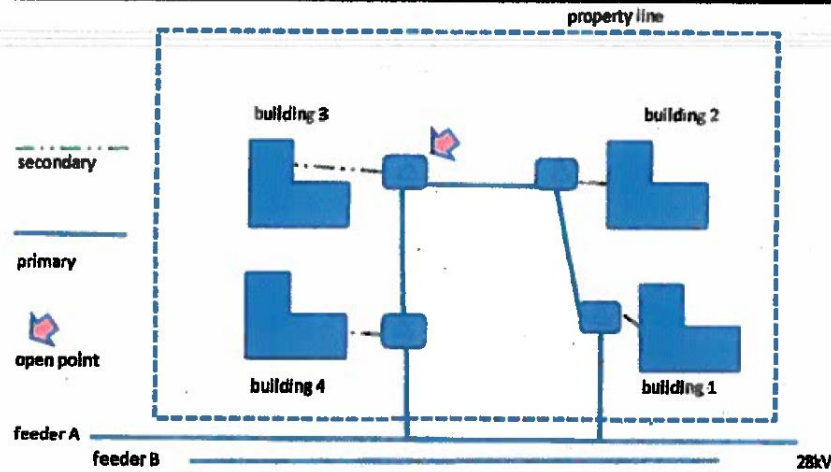 property line
building 3
building 2
secondary
primary
open point
building 4
building 1
feeder A
feeder B
28kV